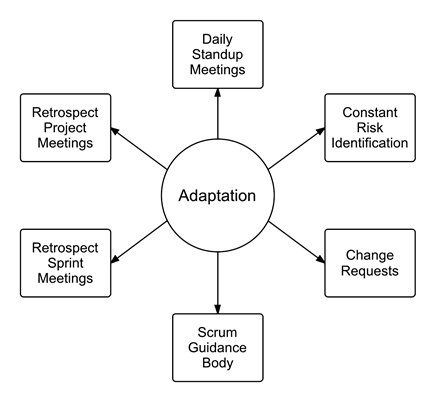 Daily
Standup
Meetings
Retrospect
Project
Meetings
Constant
Risk
Identification
Adaptation
Retrospect
Sprint
Meetings
Change
Requests
Scrum
Guidance
Body